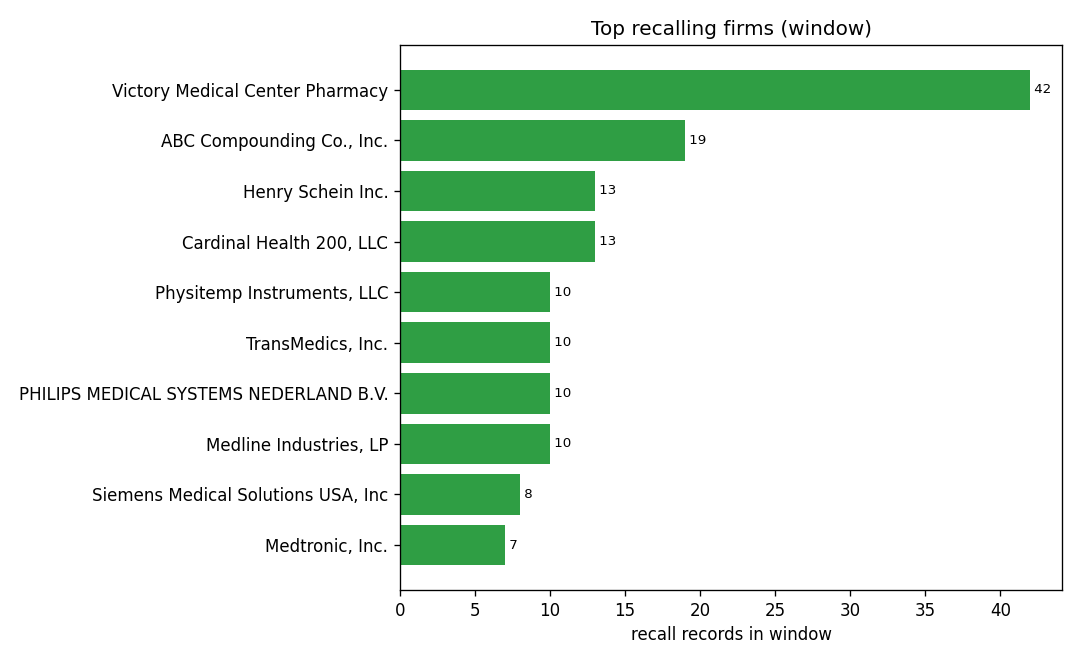 Top recalling firms (window)
Victory Medical Center Pharmacy 42
ABC Compounding Co., Inc. 19
Henry Schein Inc. 13
Cardinal Health 200, LLC 13
Physitemp Instruments, LLC 10
TransMedics, Inc. 10
PHILIPS MEDICAL SYSTEMS NEDERLAND B.V. 10
Medline Industries, LP 10
Siemens Medical Solutions USA, Inc 8
Medtronic, Inc. 7
0 5 10 15 20 25 30 35 40
recall records in window